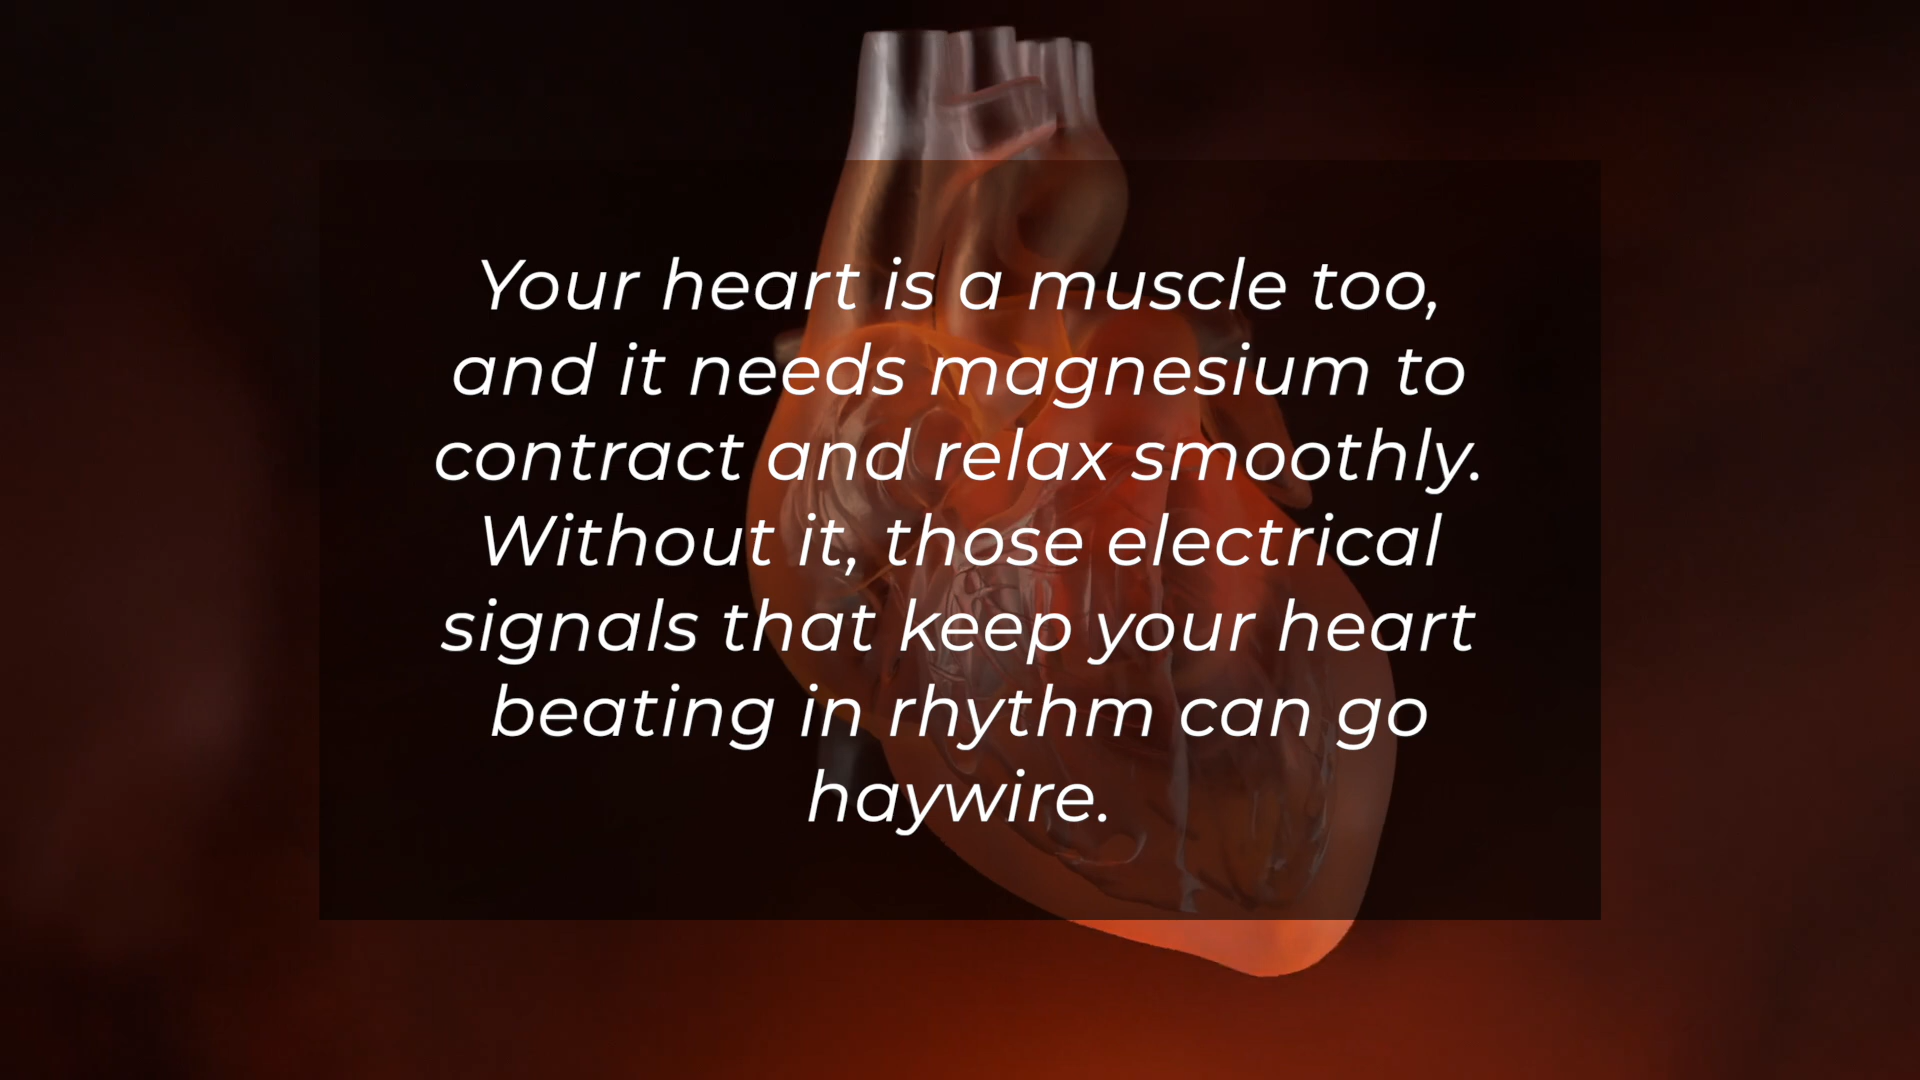 Your heart is a muscle too,
and it needs magnesium to
contract and relax smoothly.
Without it, those electrical
signals that keep your heart
beating in rhythm can go
haywire.